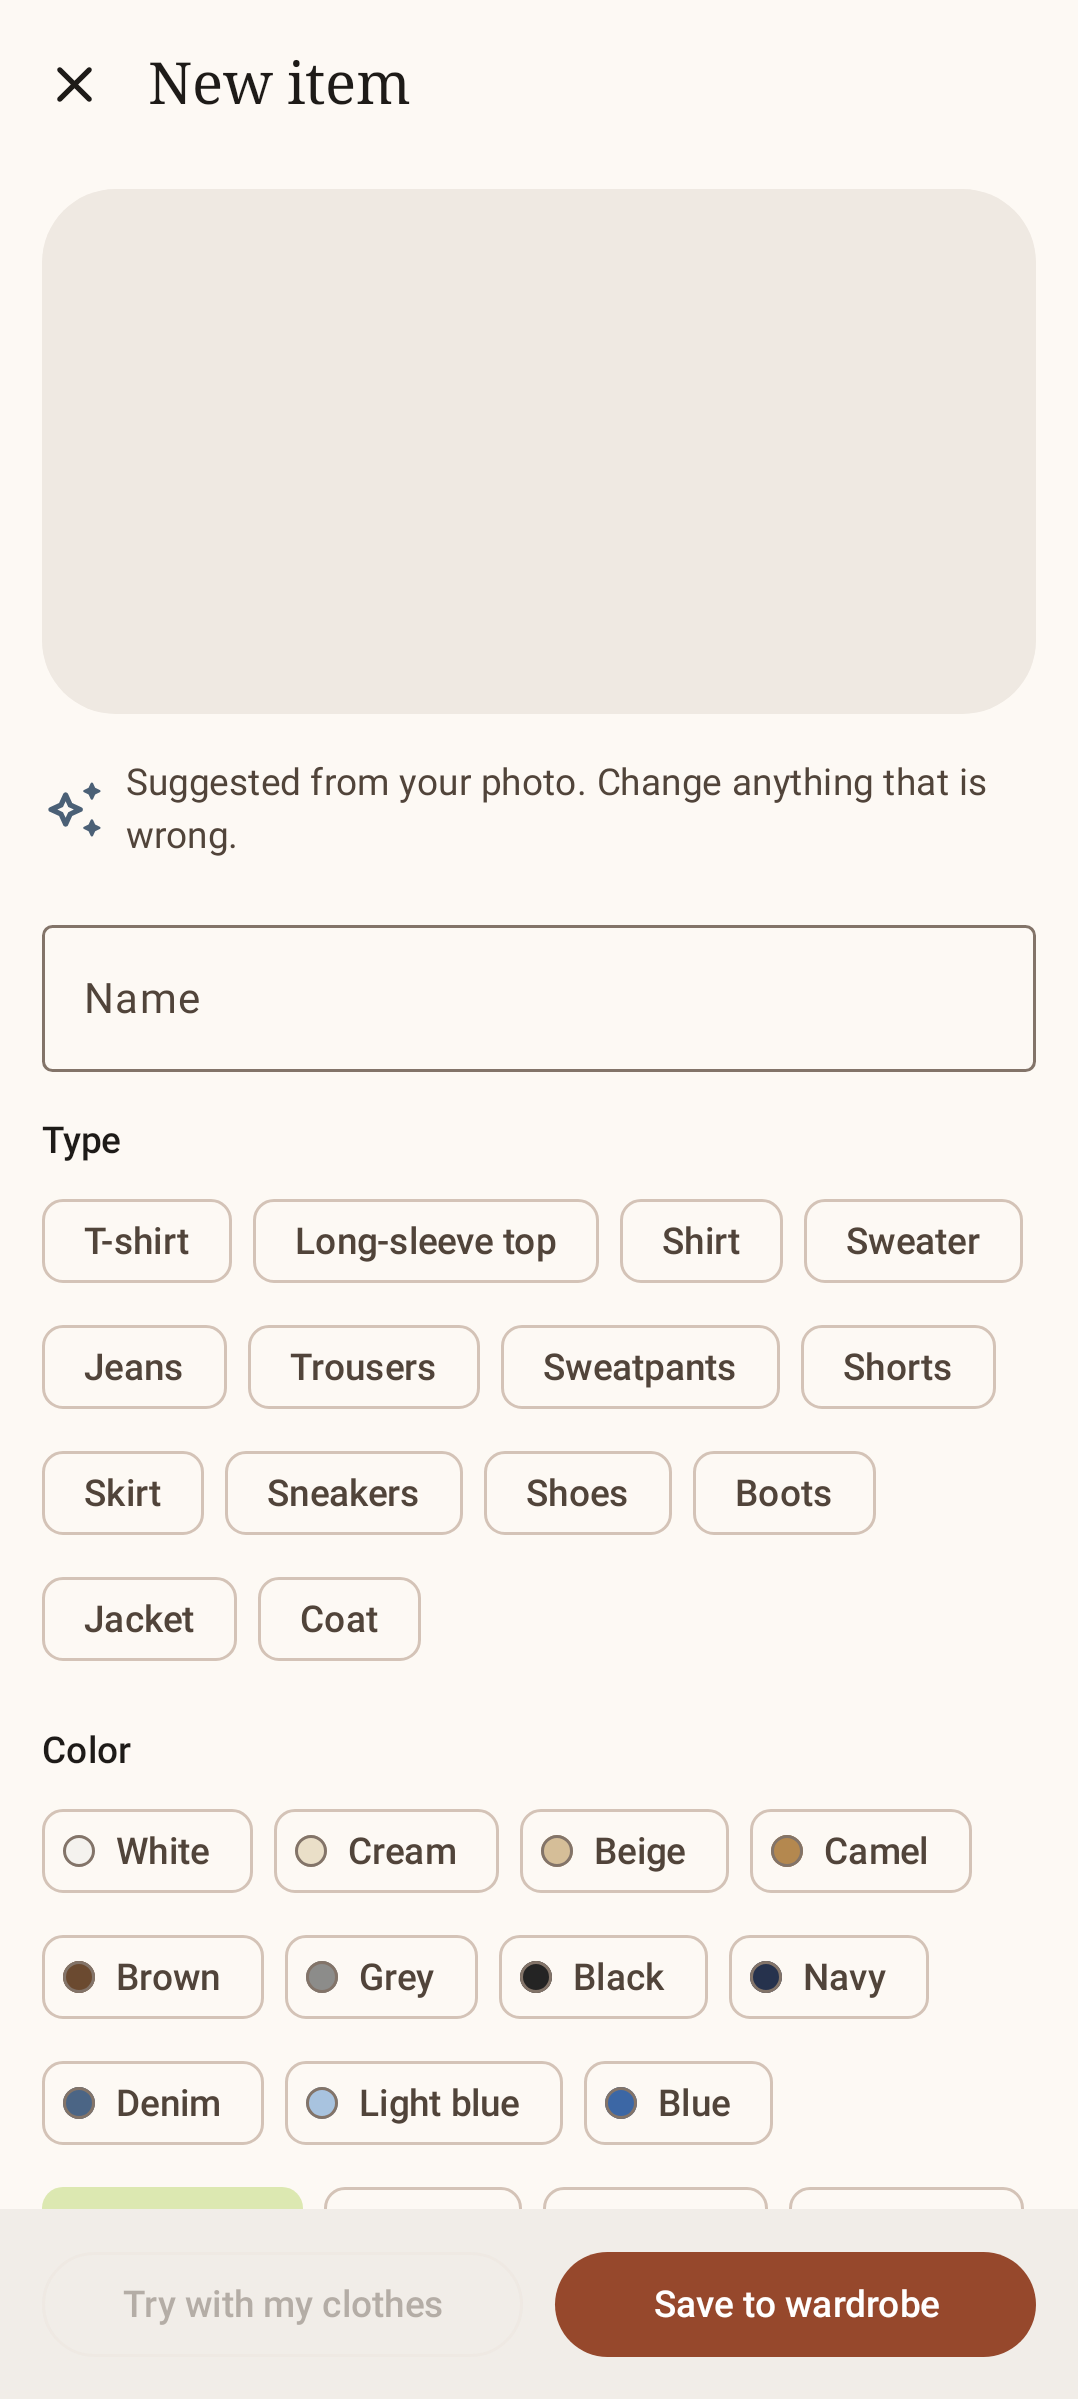 New item
Suggested from your photo. Change anything that is
wrong.
Name
Type
T-shirt
Long-sleeve top
Shirt
Sweater
Jeans
Trousers
Sweatpants
Shorts
Skirt
Sneakers
Shoes
Boots
Jacket
Coat
Color
White
Cream
Beige
Camel
Brown
Grey
Black
Navy
Denim
Light blue
Blue
Try with my clothes
Save to wardrobe